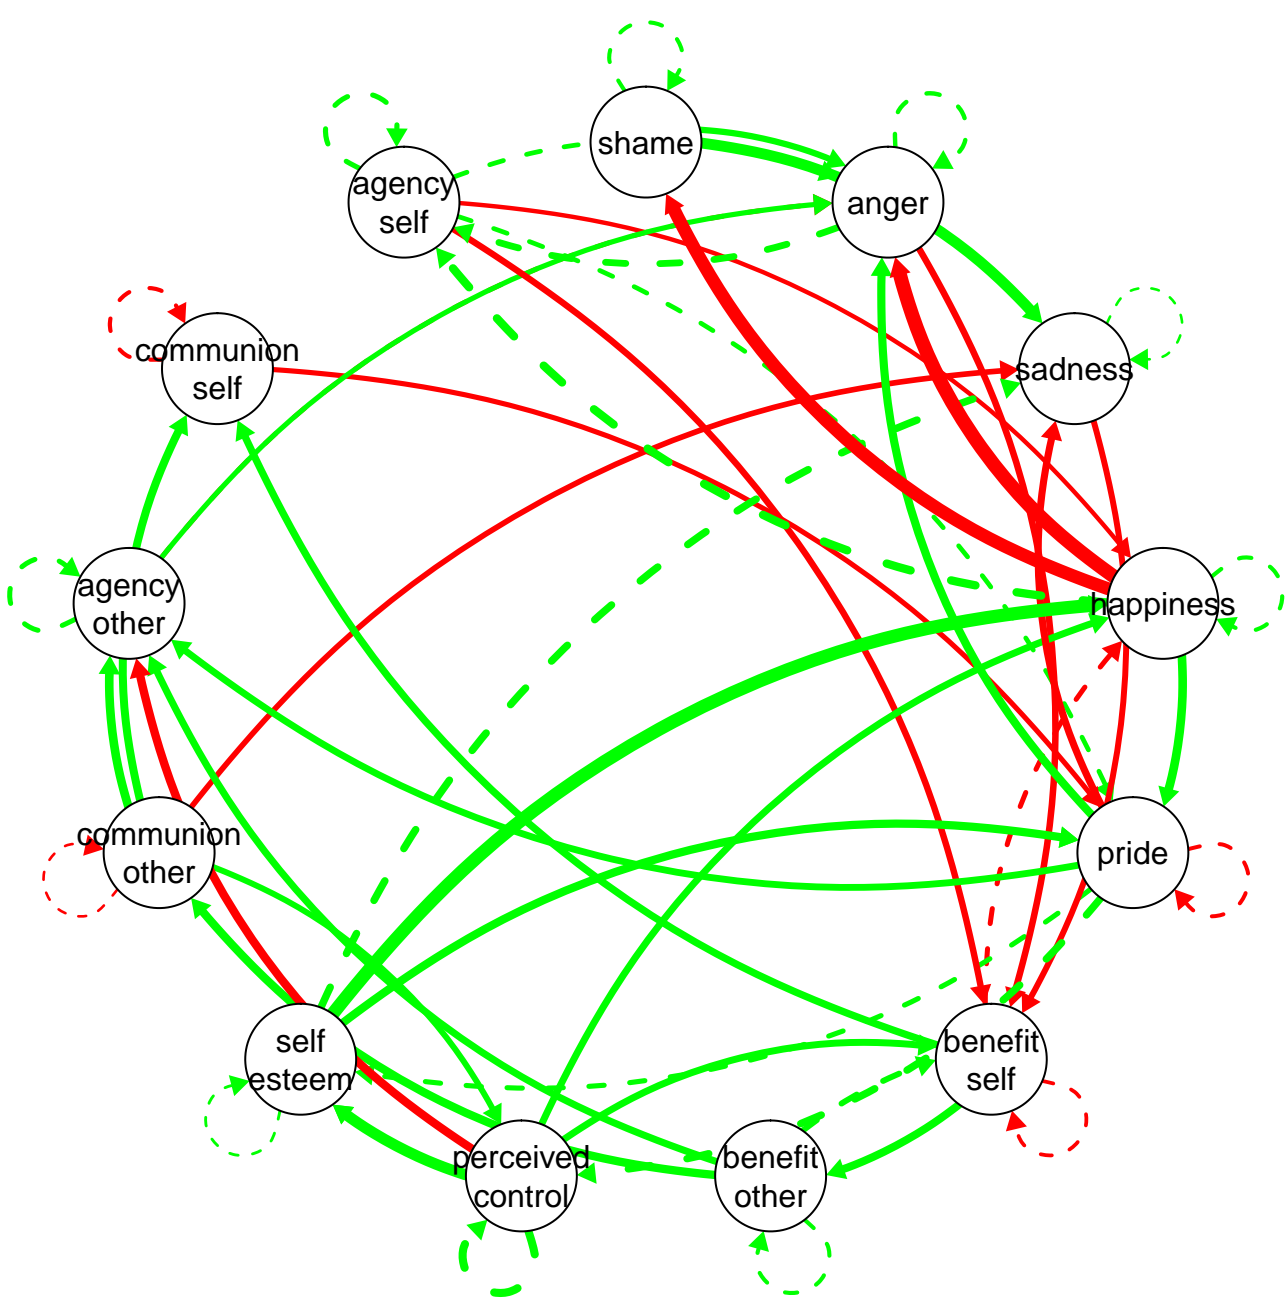 shame
agency
self
anger
communion
self
sadness
agency
other
happiness
communion
other
pride
self
esteem
benefit
self
perceived
control
benefit
other